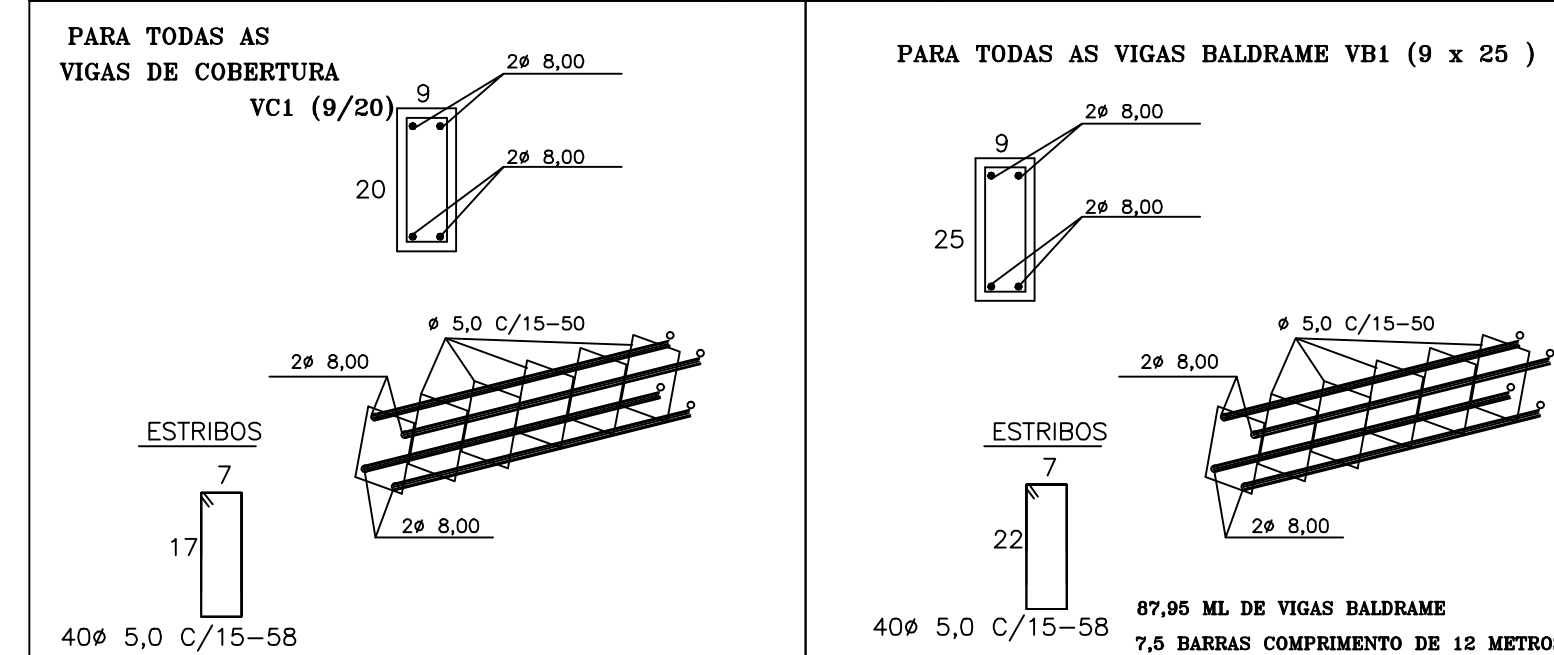 PARA TODAS AS
VIGAS DE COBERTURA
VC1 (9/20)
9
20
2ø 8,00
2ø 8,00
ø 5,0 C/15-50
2ø 8,00
2ø 8,00
ESTRIBOS
7
17
40ø 5,0 C/15-58
PARA TODAS AS VIGAS BALDRAME VB1 (9 x 25 )
9
25
2ø 8,00
2ø 8,00
ø 5,0 C/15-50
2ø 8,00
2ø 8,00
ESTRIBOS
7
22
40ø 5,0 C/15-58
87,95 ML DE VIGAS BALDRAME
7,5 BARRAS COMPRIMENTO DE 12 METROS